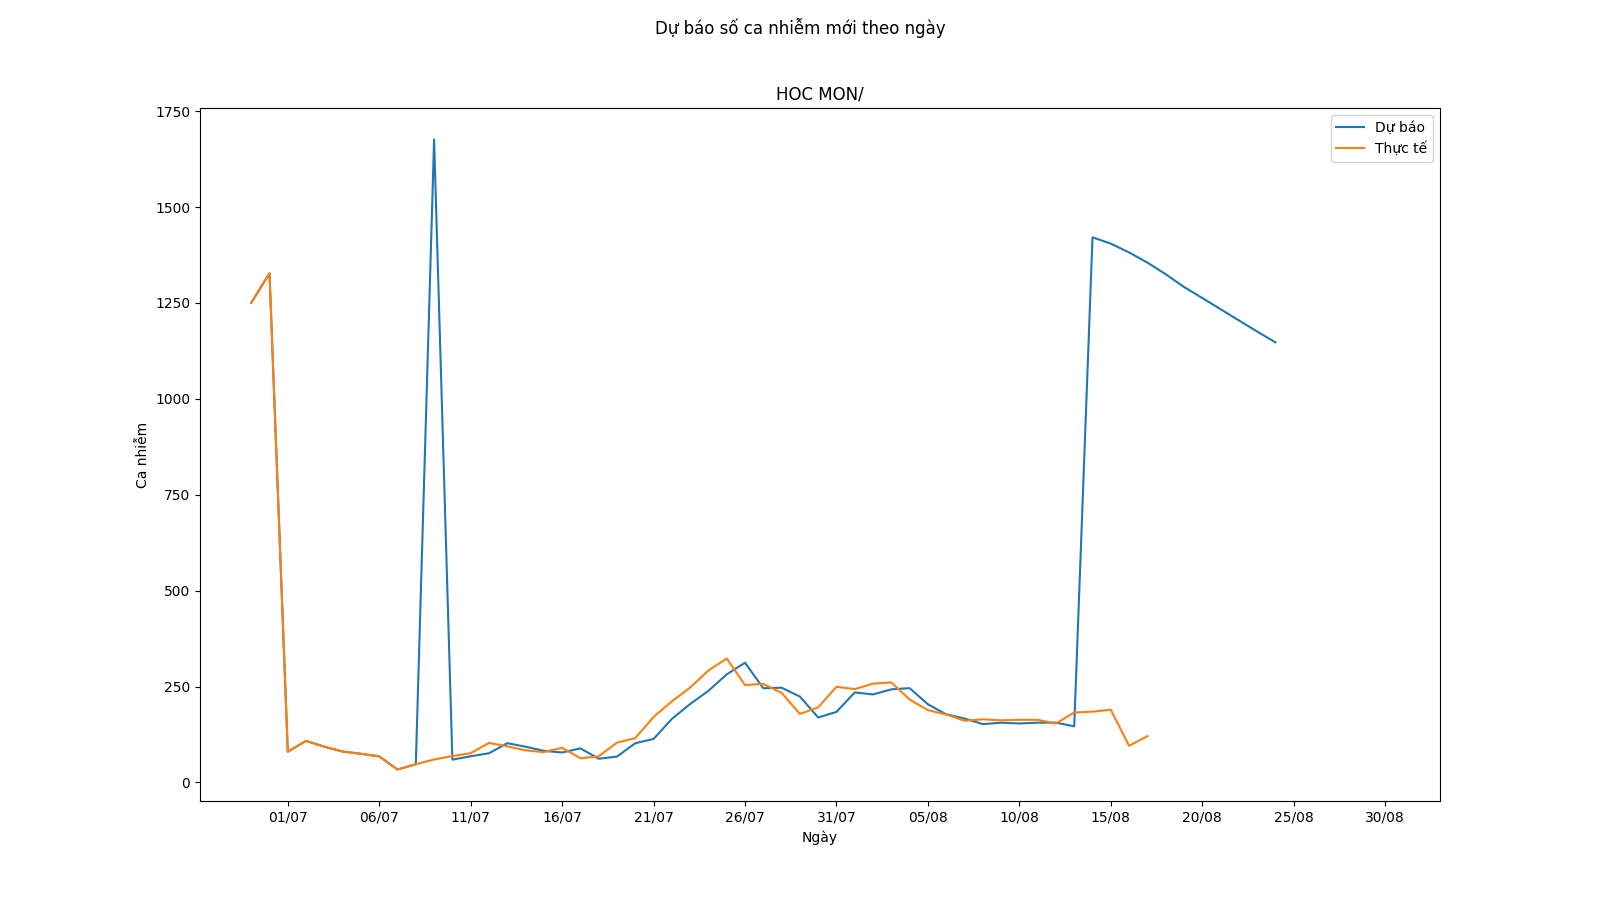 Dự báo số ca nhiễm mới theo ngày
HOC MON/
Dự báo
Thực tế
1750
1500
1250
1000
750
500
250
0
Ca nhiễm
01/07 06/07 11/07 16/07 21/07 26/07 31/07 05/08 10/08 15/08 20/08 25/08 30/08
Ngày